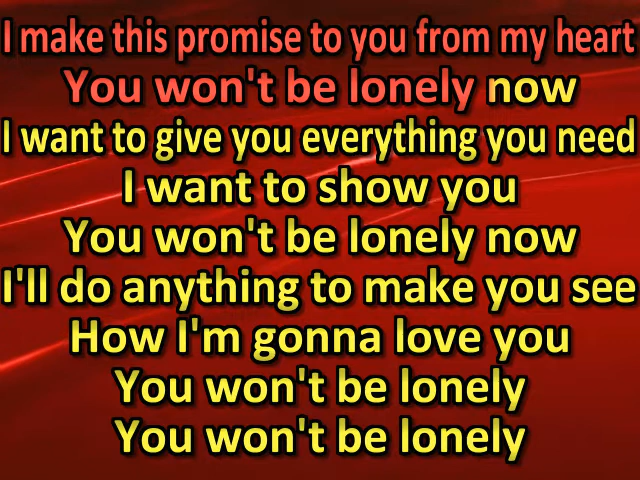 I make this promise to you from my heart
You won't be lonely now
I want to give you everything you need
I want to show you
You won't be lonely now
I'll do anything to make you see
How I'm gonna love you
You won't be lonely
You won't be lonely